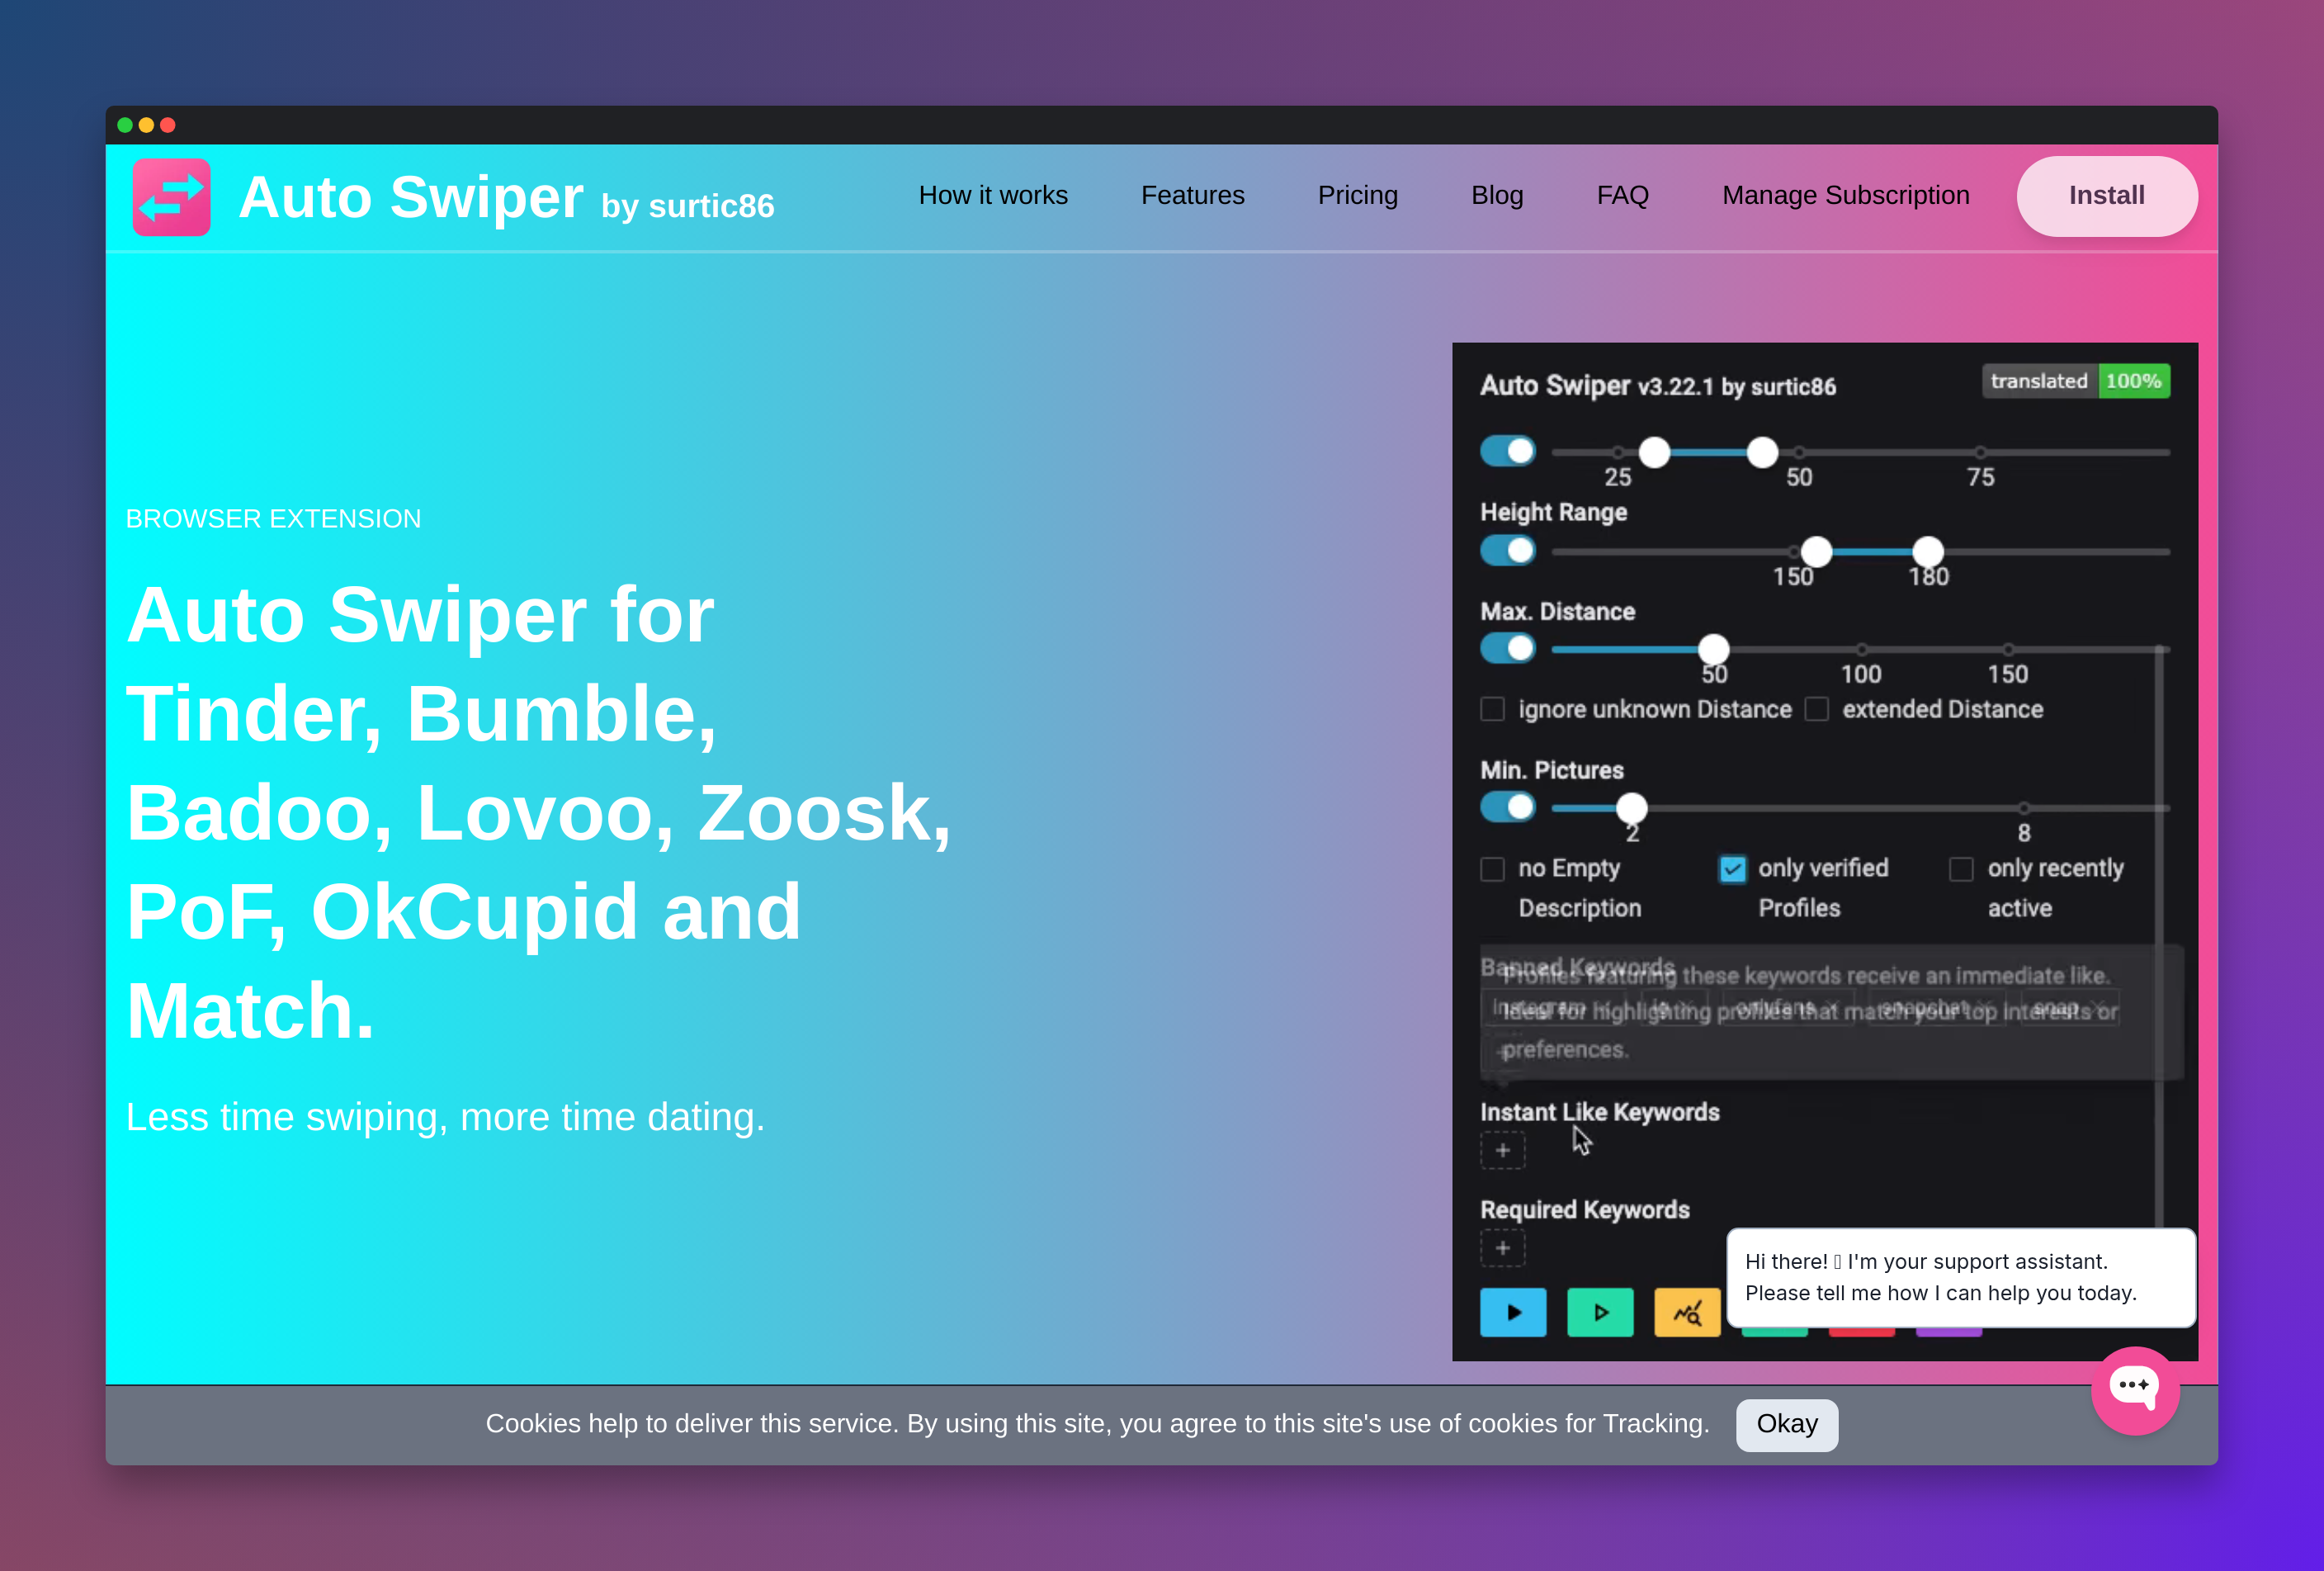 Auto Swiper by surtic86
How it works
Features
Pricing
Blog
FAQ
Manage Subscription
Install
BROWSER EXTENSION
Auto Swiper for
Tinder, Bumble,
Badoo, Lovoo, Zoosk,
PoF, OkCupid and
Match.
Less time swiping, more time dating.
Auto Swiper v3.22.1 by surtic86
translated 100%
25 50 75
Height Range
150 180
Max. Distance
50 100 150
ignore unknown Distance extended Distance
Min. Pictures
2 8
no Empty Description
only verified Profiles
only recently active
Banned Keywords
Instagram ig onlyfans snapchat snap
Profiles featuring these keywords receive an immediate like.
Ideal for highlighting profiles that match your top interests or
preferences.
Instant Like Keywords
+
Required Keywords
+
Hi there! I'm your support assistant.
Please tell me how I can help you today.
Cookies help to deliver this service. By using this site, you agree to this site's use of cookies for Tracking.
Okay